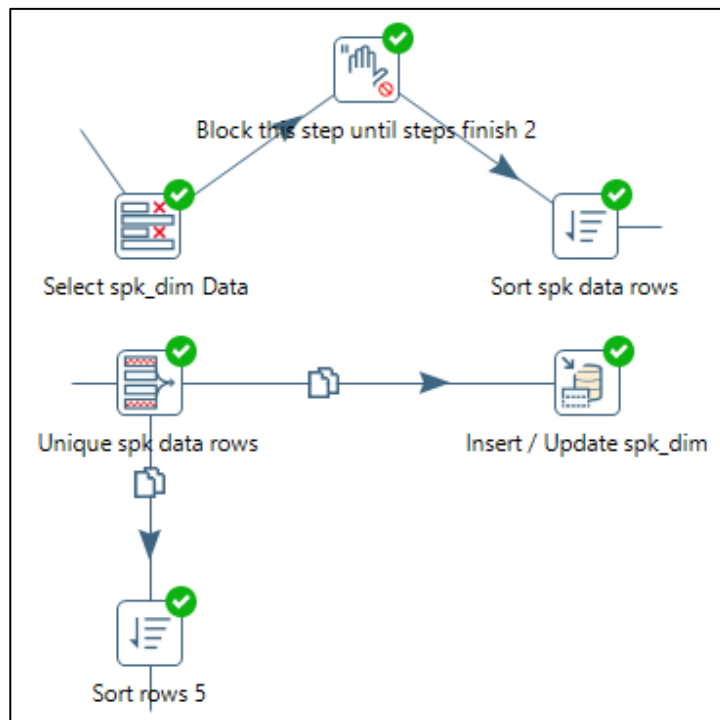 Block this step until steps finish 2
Select spk_dim Data
Sort spk data rows
Unique spk data rows
Insert / Update spk_dim
Sort rows 5